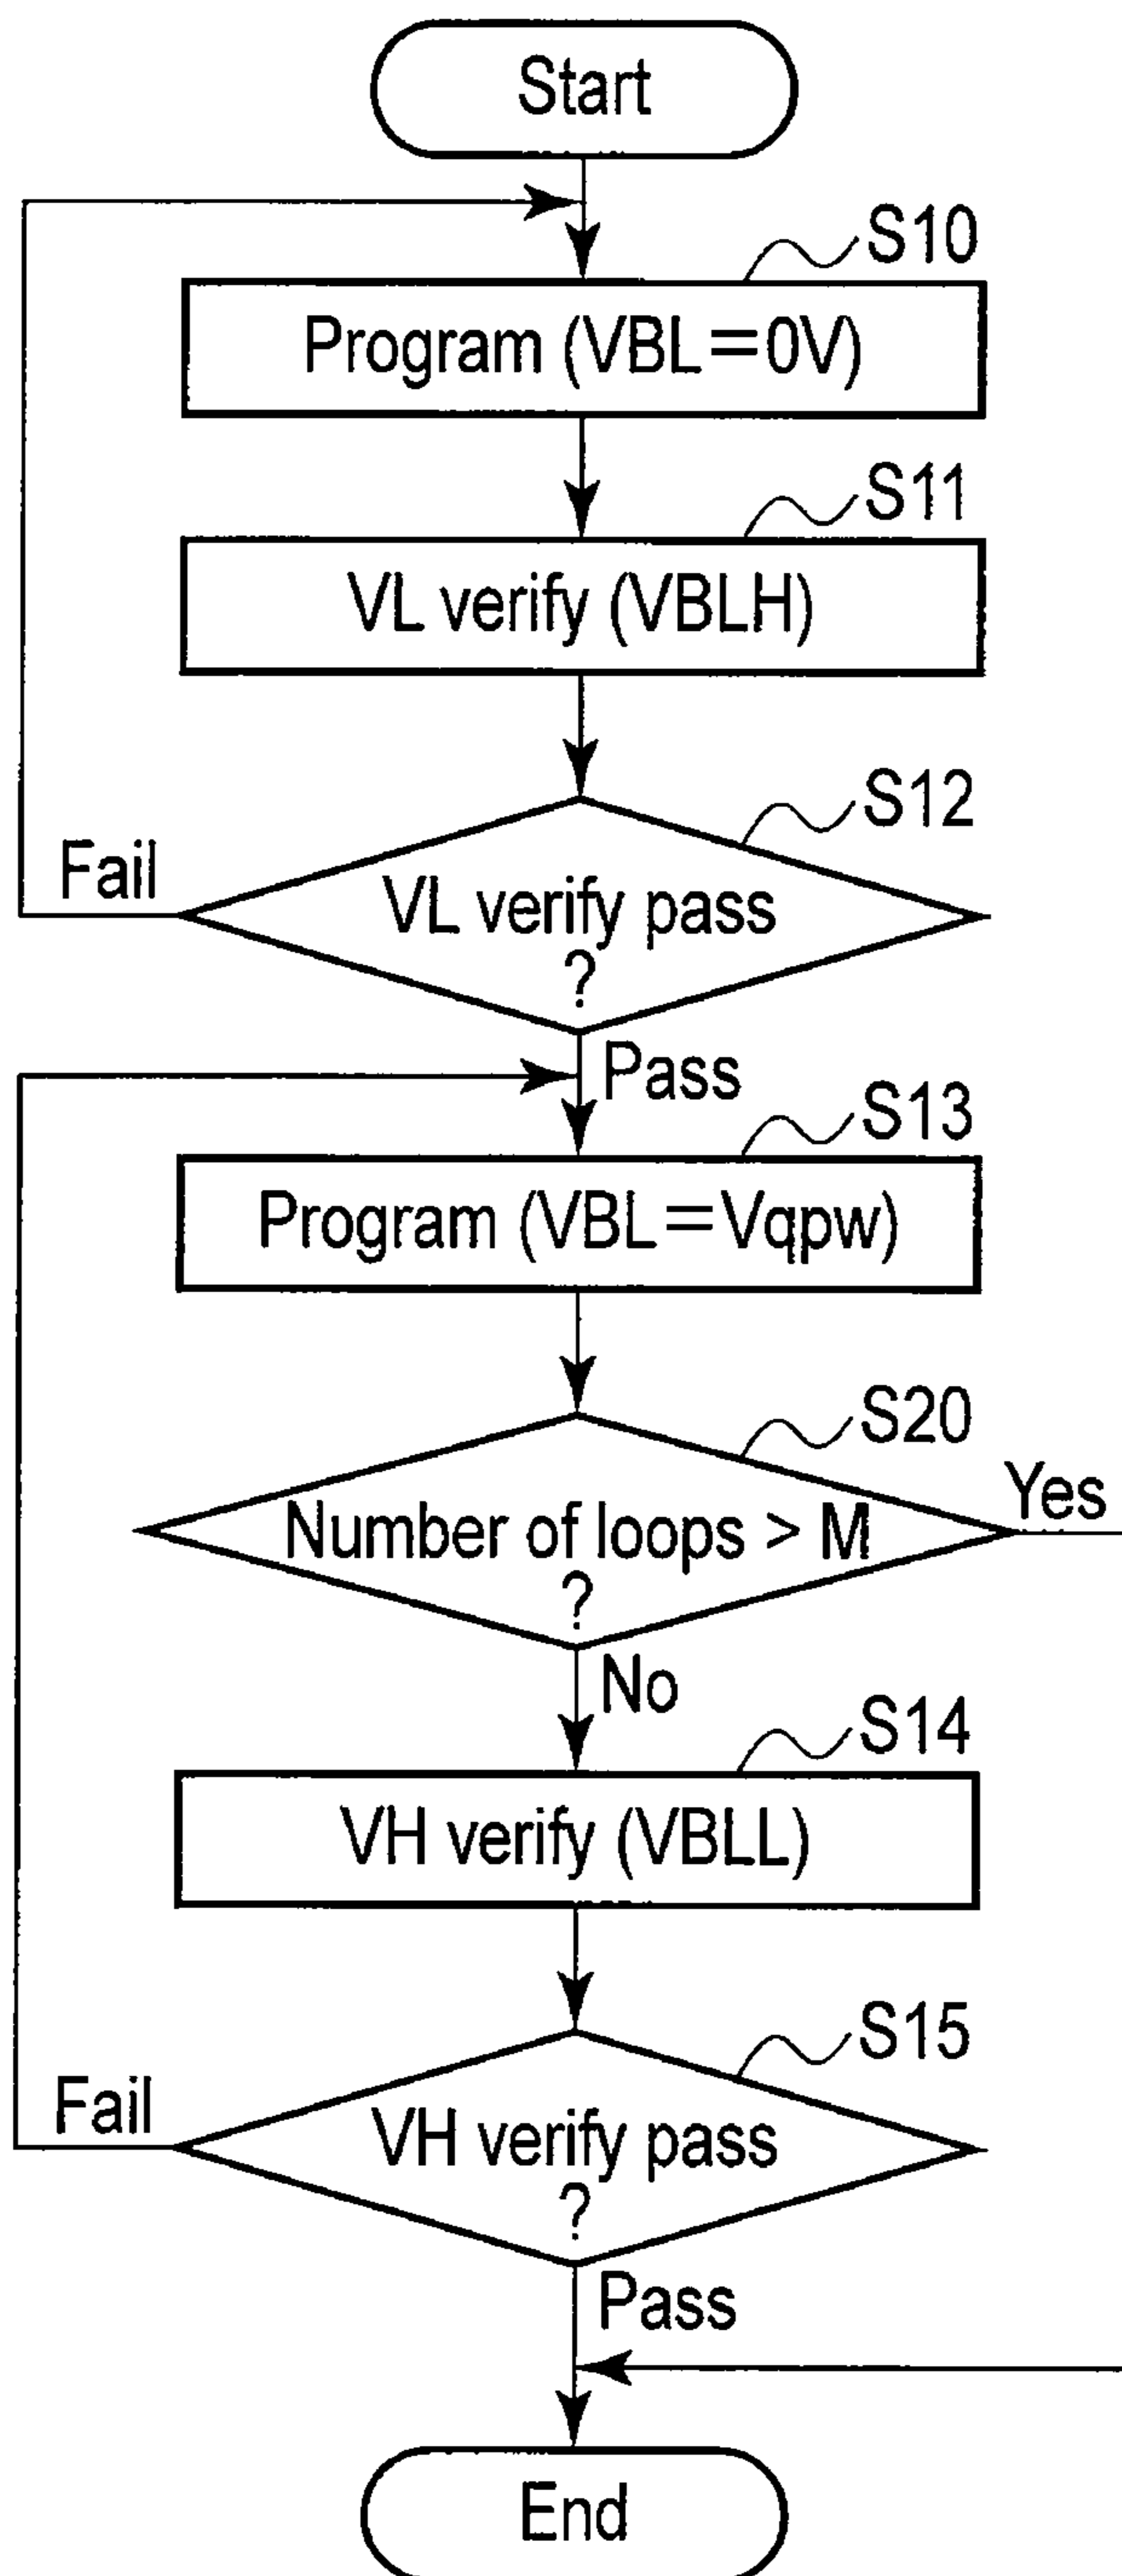 Start
S10
Program (VBL=0V)
S11
VL verify (VBLH)
S12
Fail
VL verify pass
?
Pass
S13
Program (VBL=Vqpw)
S20
Yes
Number of loops > M
?
No
S14
VH verify (VBLL)
S15
Fail
VH verify pass
?
Pass
End